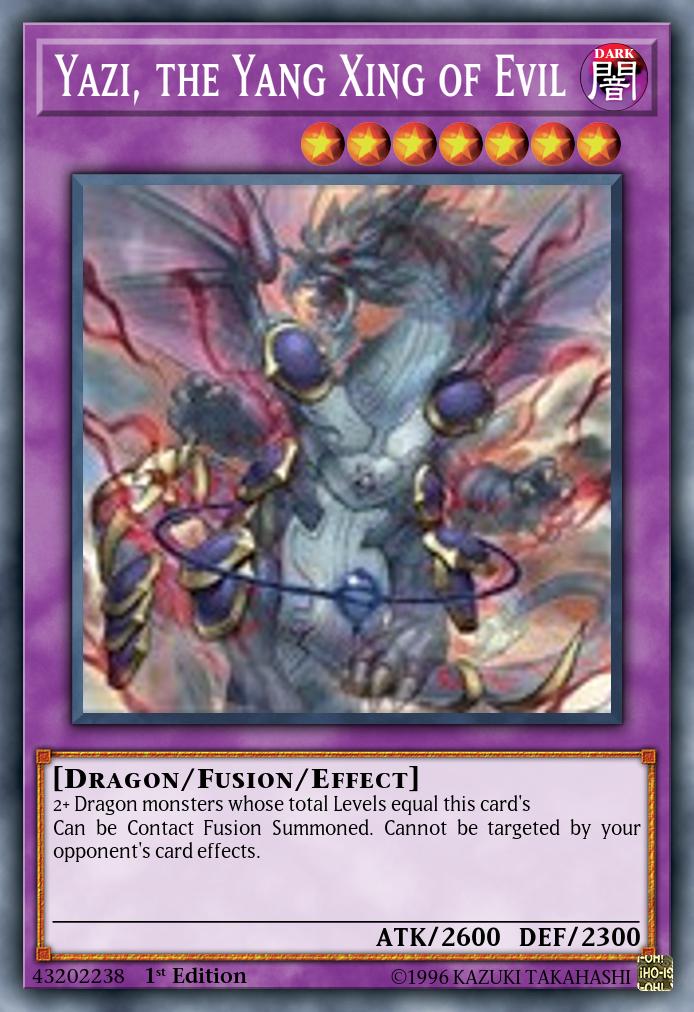 Yazi, the Yang Xing of Evil
DARK
闇
[Dragon/Fusion/Effect]
2+ Dragon monsters whose total Levels equal this card's
Can be Contact Fusion Summoned. Cannot be targeted by your
opponent's card effects.
ATK/2600 DEF/2300
43202238 1st Edition ©1996 KAZUKI TAKAHASHI